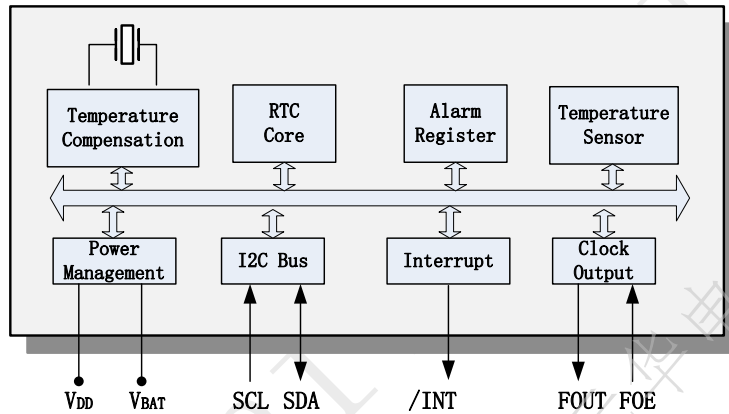 Temperature
Compensation
RTC
Core
Alarm
Register
Temperature
Sensor
Power
Management
I2C Bus
Interrupt
Clock
Output
VDD
VBAT
SCL
SDA
/INT
FOUT
FOE
华